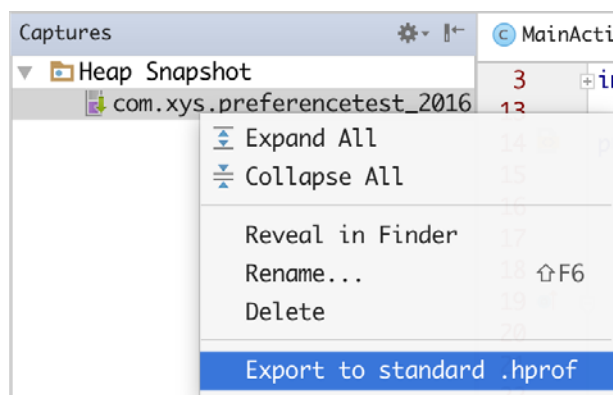 Captures
C MainActi
Heap Snapshot
3 in
com.xys.preferencetest_2016
13
Expand All
14 p
Collapse All
15
16
Reveal in Finder
17
Rename... ⇧F6
18
Delete
19
20
Export to standard .hprof